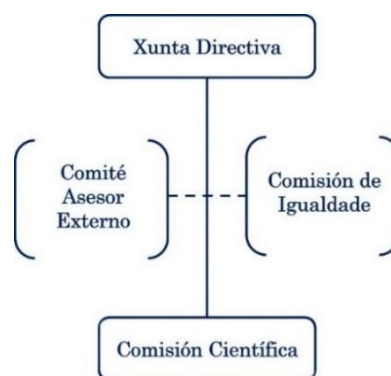 Xunta Directiva
Comité
Asesor
Externo
Comisión de
Igualdade
Comisión Científica